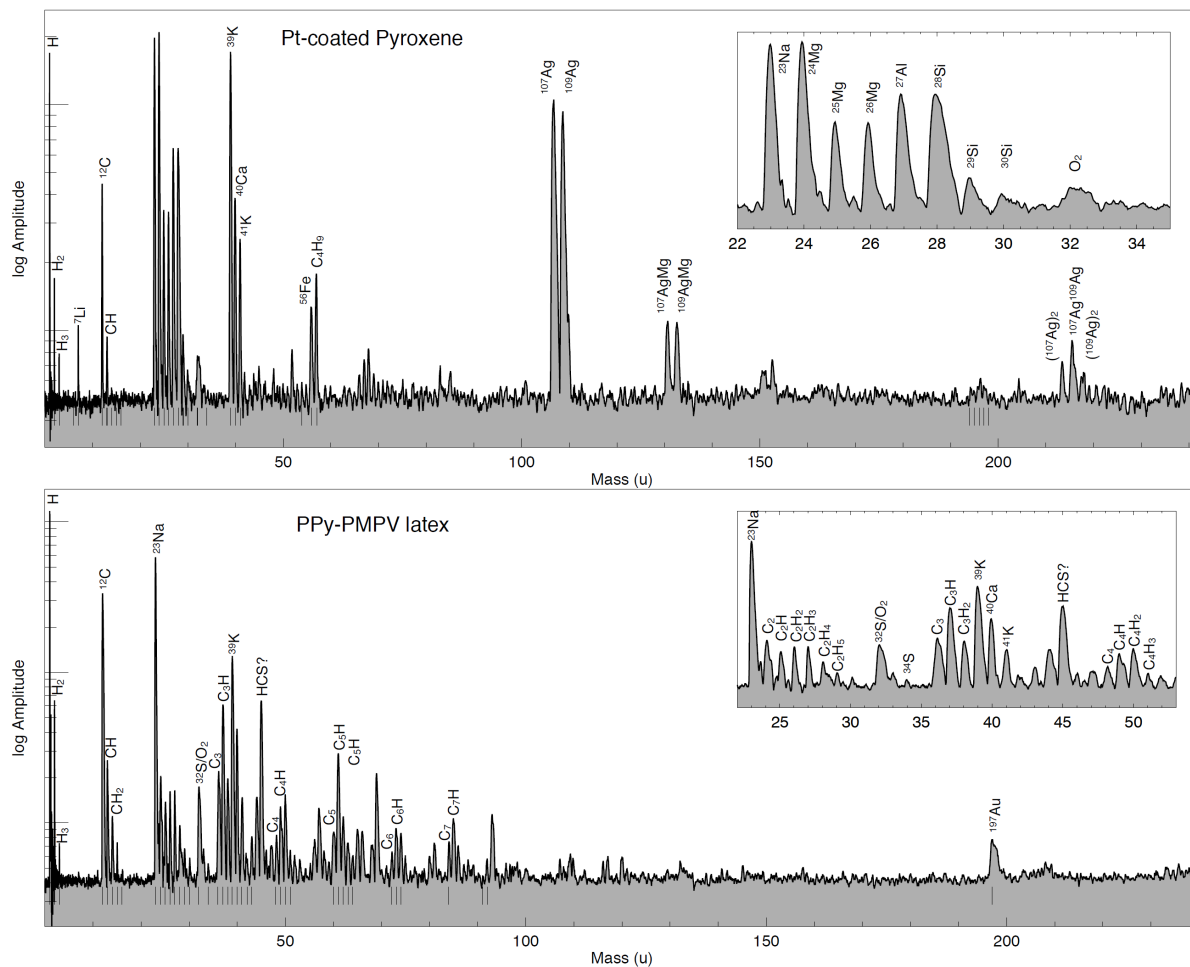 Pt-coated Pyroxene
log Amplitude
H
H₂
H₃
⁷Li
¹²C
CH
³⁹K
⁴⁰Ca
⁴¹K
⁵⁶Fe
C₄H₉
¹⁰⁷Ag
¹⁰⁹Ag
¹⁰⁷AgMg
¹⁰⁹AgMg
(¹⁰⁷Ag)₂
¹⁰⁷Ag¹⁰⁹Ag
(¹⁰⁹Ag)₂
²³Na
²⁴Mg
²⁵Mg
²⁶Mg
²⁷Al
²⁸Si
²⁹Si
³⁰Si
O₂
22 24 26 28 30 32 34
50 100 150 200
Mass (u)
PPy-PMPV latex
log Amplitude
H
H₂
H₃
¹²C
CH
CH₂
²³Na
³²S/O₂
C₃
C₃H
³⁹K
HCS?
C₄
C₄H
C₅
C₅H
C₅H
C₆
C₆H
C₇
C₇H
¹⁹⁷Au
²³Na
C₂
C₂H
C₂H₂
C₂H₃
C₂H₄
C₂H₅
³²S/O₂
³⁴S
C₃
C₃H
C₃H₂
³⁹K
⁴⁰Ca
⁴¹K
HCS?
C₄
C₄H
C₄H₂
C₄H₃
25 30 35 40 45 50
50 100 150 200
Mass (u)